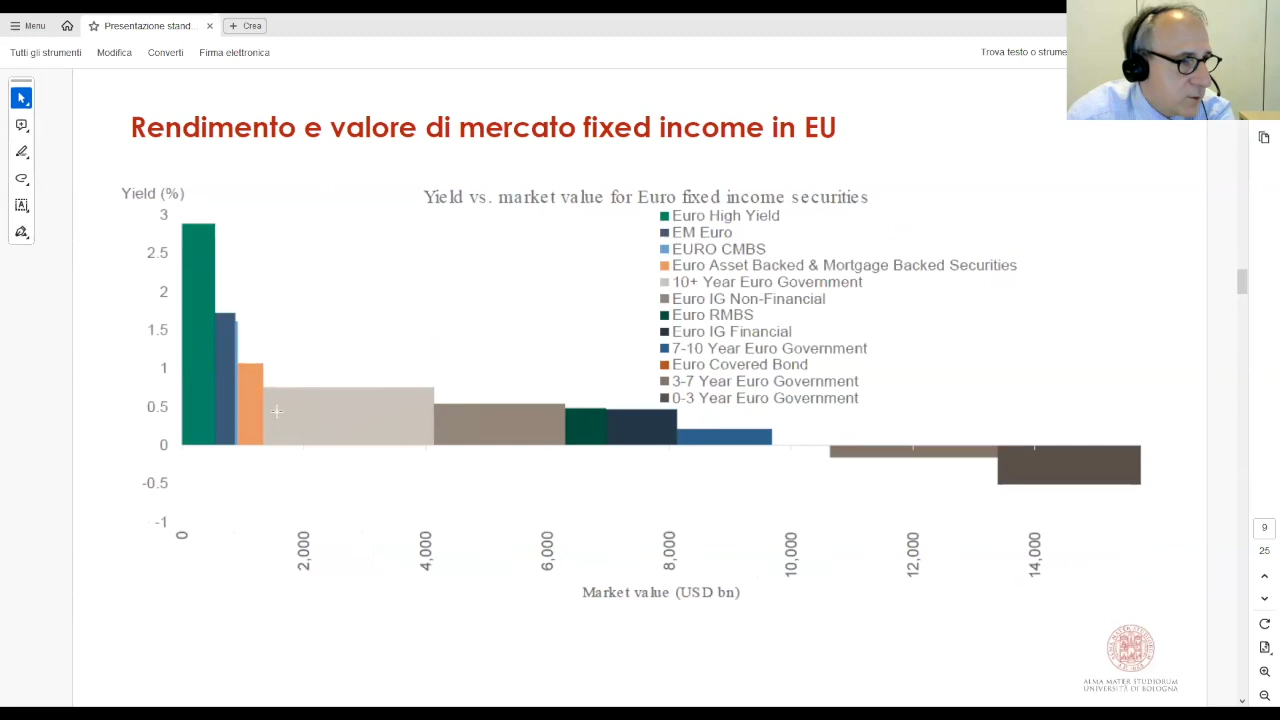 Menu
Presentazione stand...
Crea
Tutti gli strumenti
Modifica
Converti
Firma elettronica
Trova testo o strume
Rendimento e valore di mercato fixed income in EU
Yield (%)
Yield vs. market value for Euro fixed income securities
3
2.5
2
1.5
1
0.5
0
-0.5
-1
Euro High Yield
EM Euro
EURO CMBS
Euro Asset Backed & Mortgage Backed Securities
10+ Year Euro Government
Euro IG Non-Financial
Euro RMBS
Euro IG Financial
7-10 Year Euro Government
Euro Covered Bond
3-7 Year Euro Government
0-3 Year Euro Government
0
2,000
4,000
6,000
8,000
10,000
12,000
14,000
Market value (USD bn)
9
25
ALMA MATER STUDIORUM
UNIVERSITÀ DI BOLOGNA